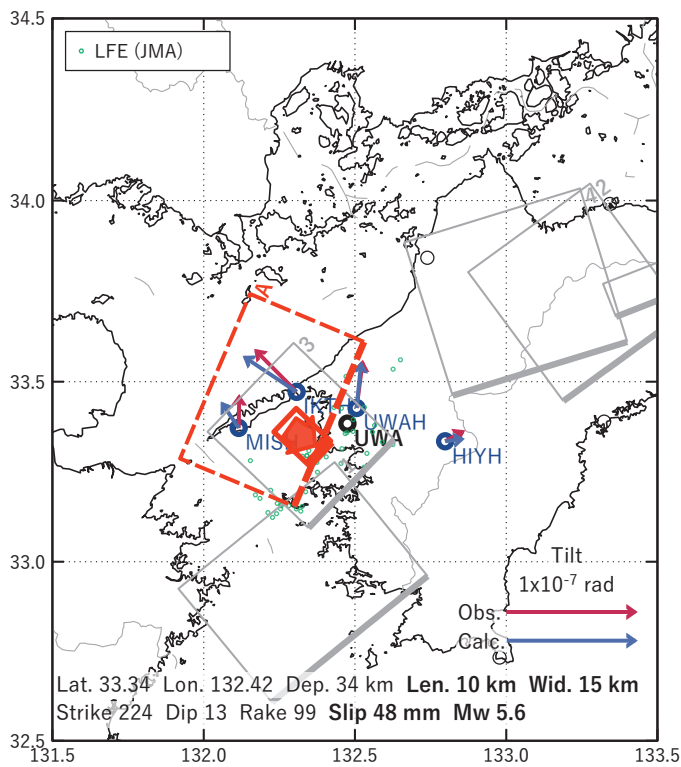 34.5
LFE (JMA)
34.0
42
A
3
33.5
IKT
MISH
UWAH
UWA
HIYH
33.0
Tilt
1x10-7 rad
Obs.
Calc.
Lat. 33.34 Lon. 132.42 Dep. 34 km Len. 10 km Wid. 15 km
Strike 224 Dip 13 Rake 99 Slip 48 mm Mw 5.6
32.5
131.5 132.0 132.5 133.0 133.5